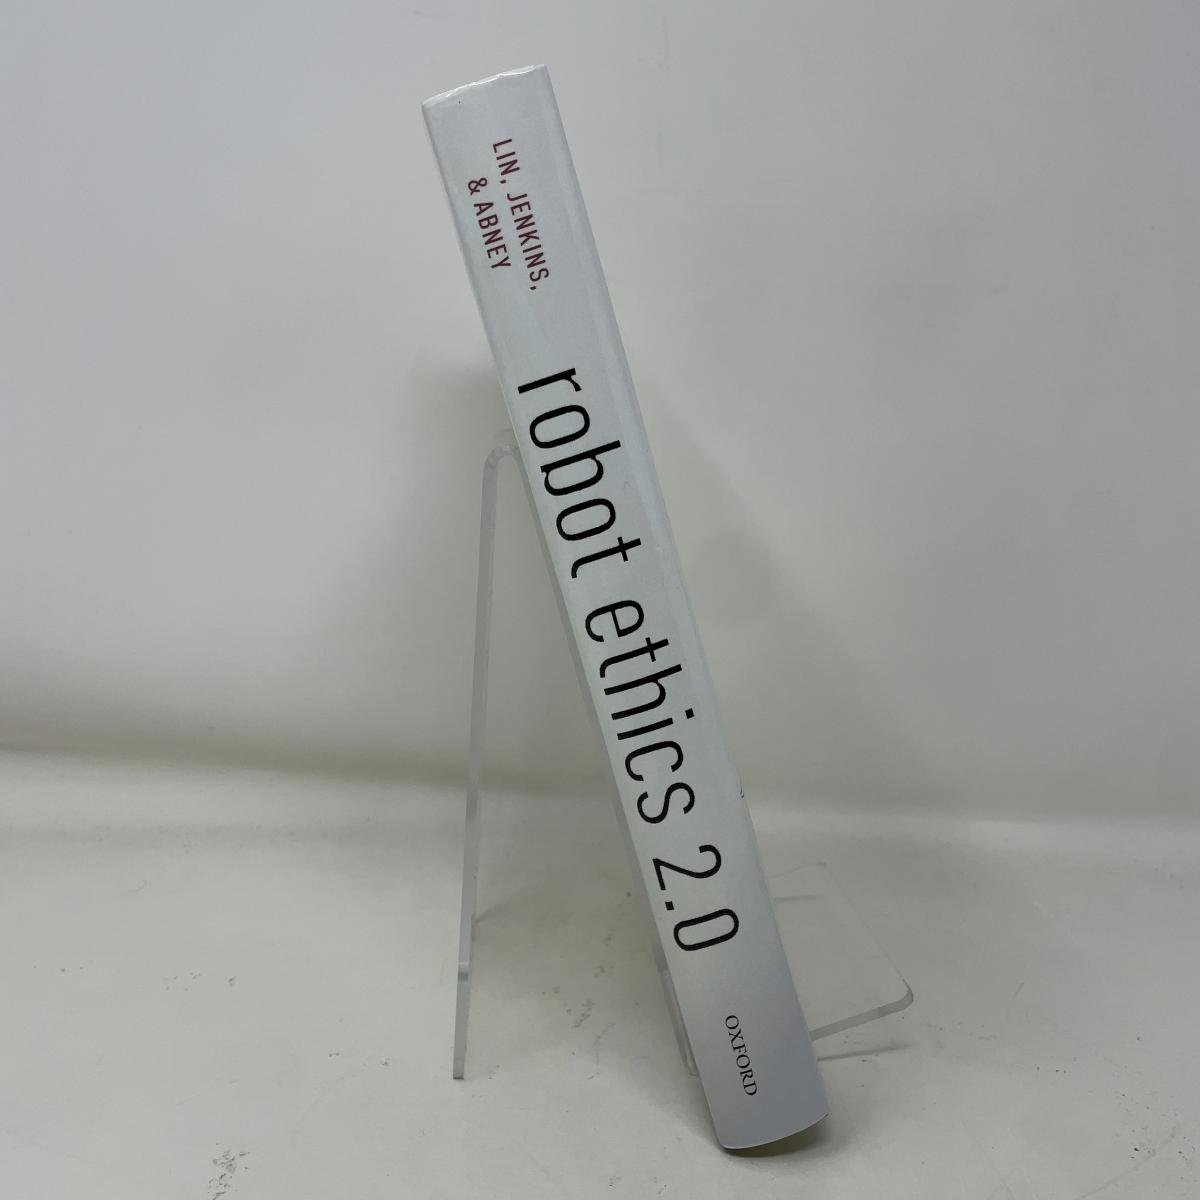 LIN, JENKINS,
& ABNEY
robot ethics 2.0
OXFORD